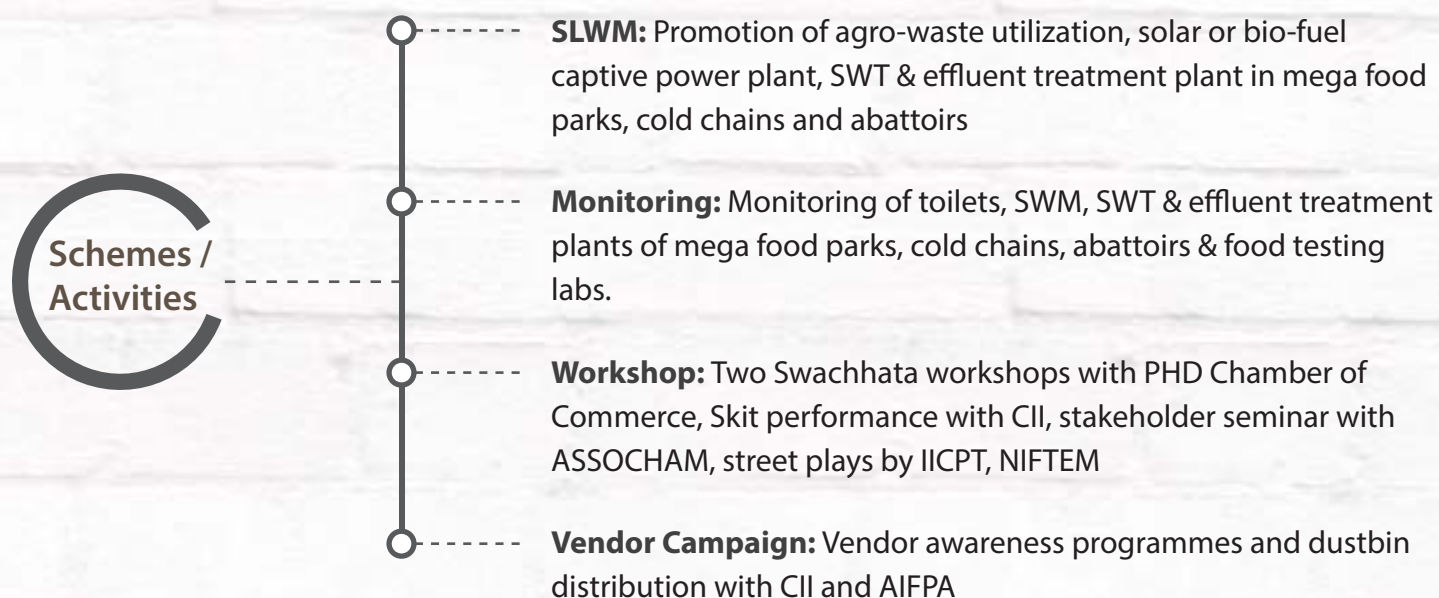 Schemes /
Activities
SLWM: Promotion of agro-waste utilization, solar or bio-fuel
captive power plant, SWT & effluent treatment plant in mega food
parks, cold chains and abattoirs
Monitoring: Monitoring of toilets, SWM, SWT & effluent treatment
plants of mega food parks, cold chains, abattoirs & food testing
labs.
Workshop: Two Swachhata workshops with PHD Chamber of
Commerce, Skit performance with CII, stakeholder seminar with
ASSOCHAM, street plays by IICPT, NIFTEM
Vendor Campaign: Vendor awareness programmes and dustbin
distribution with CII and AIFPA